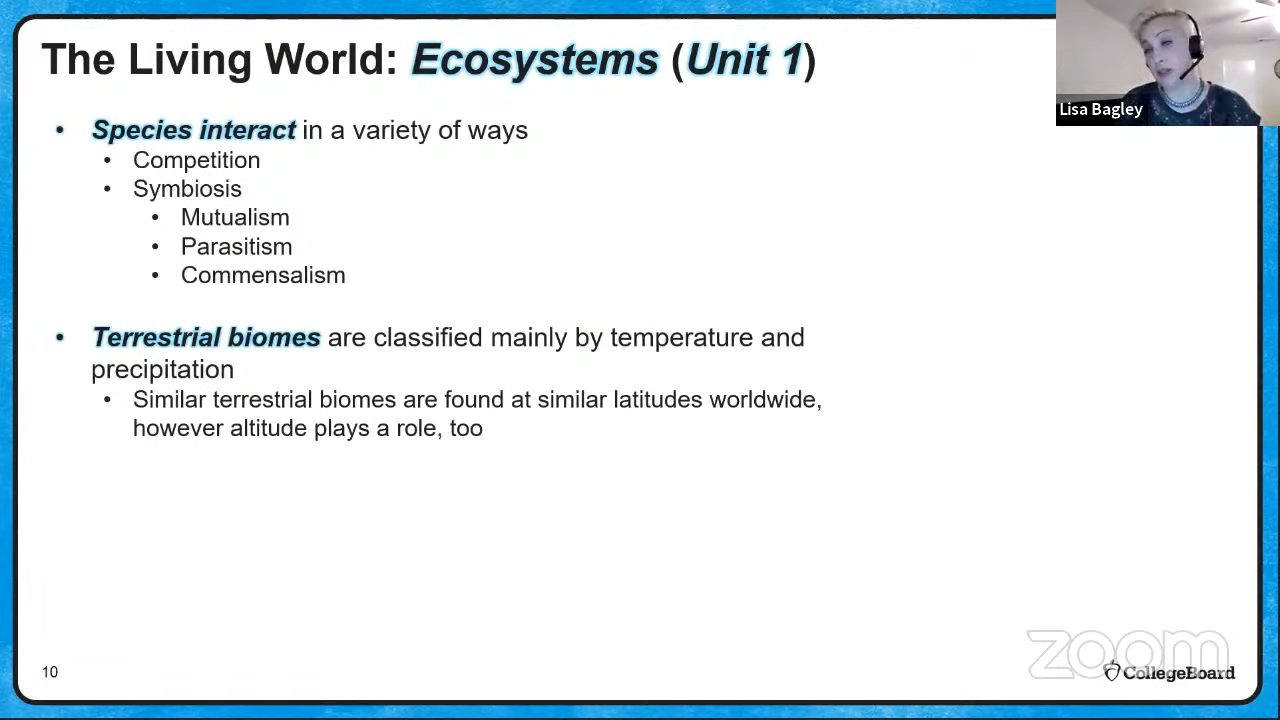 The Living World: Ecosystems (Unit 1)
Lisa Bagley
• Species interact in a variety of ways
• Competition
• Symbiosis
• Mutualism
• Parasitism
• Commensalism
• Terrestrial biomes are classified mainly by temperature and
precipitation
• Similar terrestrial biomes are found at similar latitudes worldwide,
however altitude plays a role, too
zoom
10
CollegeBoard